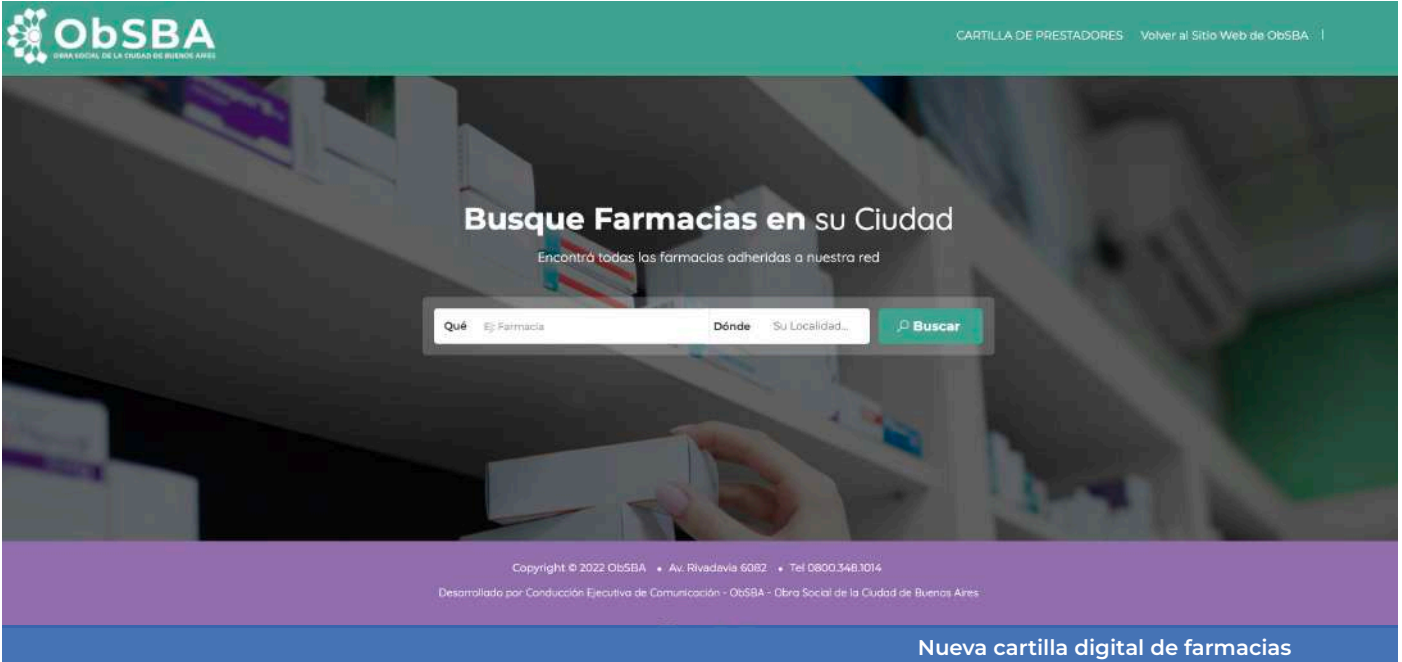 ObSBA
OBRA SOCIAL DE LA CIUDAD DE BUENOS AIRES
CARTILLA DE PRESTADORES Volver al Sitio Web de ObSBA |
Busque Farmacias en su Ciudad
Encontrá todas las farmacias adheridas a nuestra red
Qué Ej: Farmacia Dónde Su Localidad... Buscar
Copyright © 2022 ObSBA • Av. Rivadavia 6082 • Tel 0800.348.1014
Desarrollado por Conducción Ejecutiva de Comunicación - ObSBA - Obra Social de la Ciudad de Buenos Aires
Nueva cartilla digital de farmacias